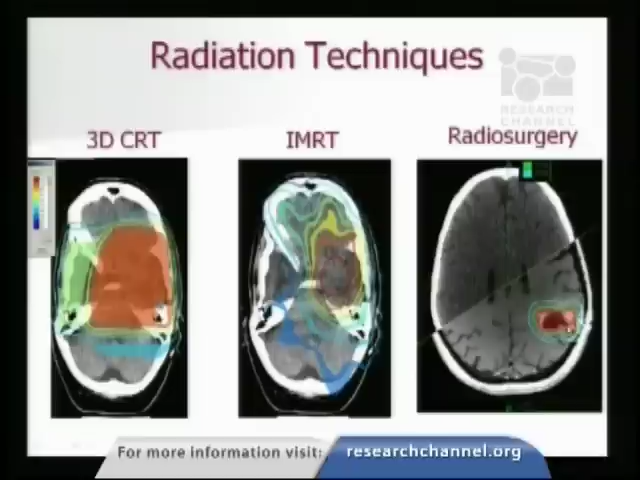 Radiation Techniques
RESEARCH
CHANNEL
3D CRT
IMRT
Radiosurgery
For more information visit:
researchchannel.org